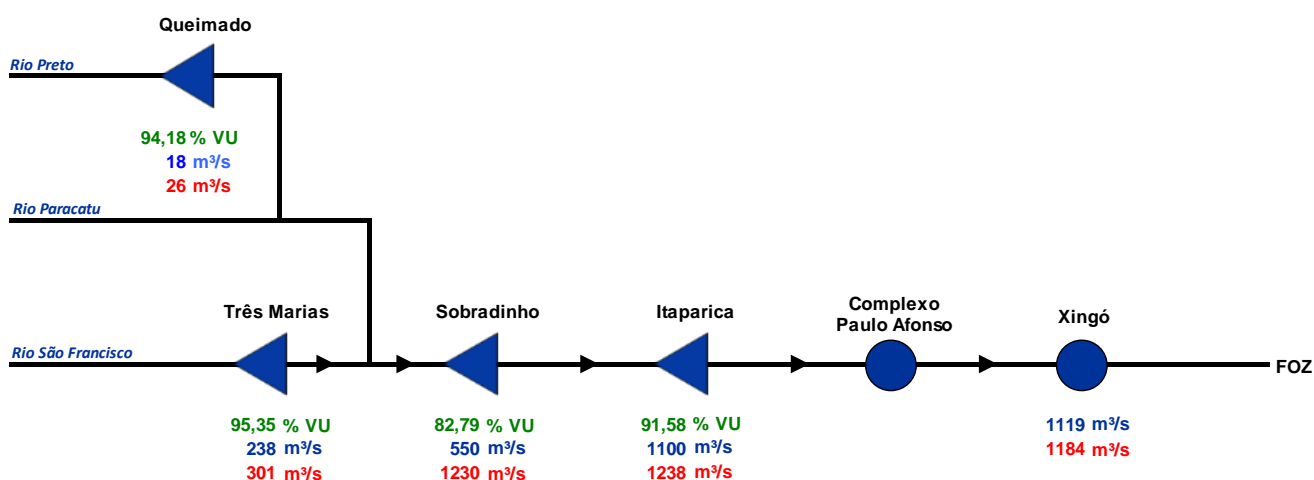 Queimado
Rio Preto
94,18 % VU
18 m³/s
26 m³/s
Rio Paracatu
Três Marias
Sobradinho
Itaparica
Complexo
Paulo Afonso
Xingó
Rio São Francisco
FOZ
95,35 % VU
238 m³/s
301 m³/s
82,79 % VU
550 m³/s
1230 m³/s
91,58 % VU
1100 m³/s
1238 m³/s
1119 m³/s
1184 m³/s